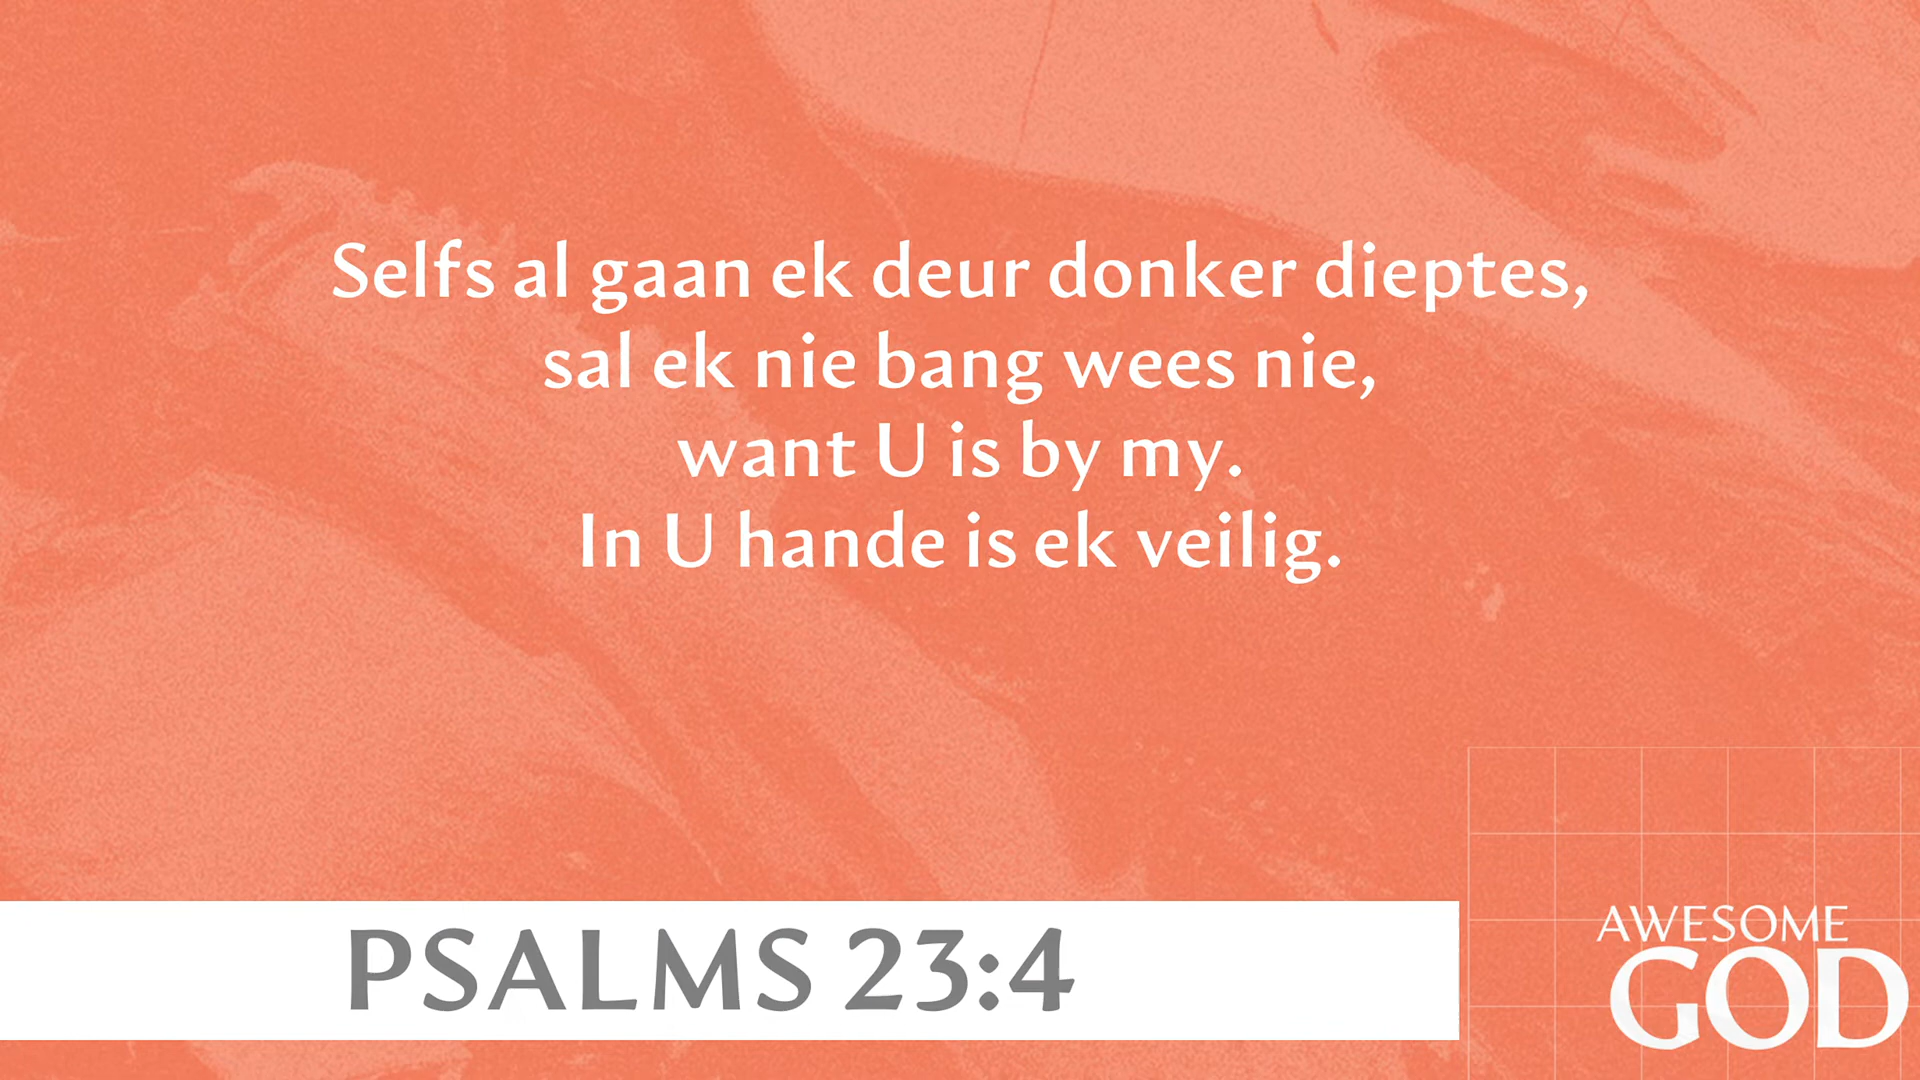 Selfs al gaan ek deur donker dieptes,
sal ek nie bang wees nie,
want U is by my.
In U hande is ek veilig.
PSALMS 23:4
AWESOME
GOD